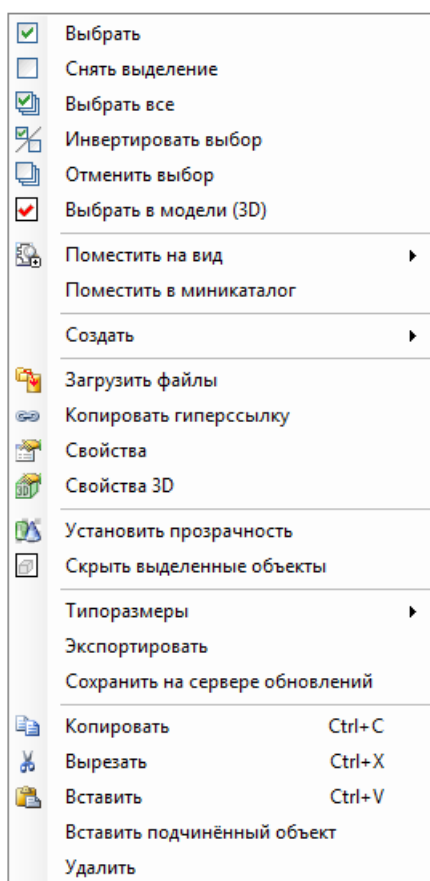 Выбрать
Снять выделение
Выбрать все
Инвертировать выбор
Отменить выбор
Выбрать в модели (3D)
Поместить на вид
Поместить в миникаталог
Создать
Загрузить файлы
Копировать гиперссылку
Свойства
Свойства 3D
Установить прозрачность
Скрыть выделенные объекты
Типоразмеры
Экспортировать
Сохранить на сервере обновлений
Копировать Ctrl+C
Вырезать Ctrl+X
Вставить Ctrl+V
Вставить подчинённый объект
Удалить